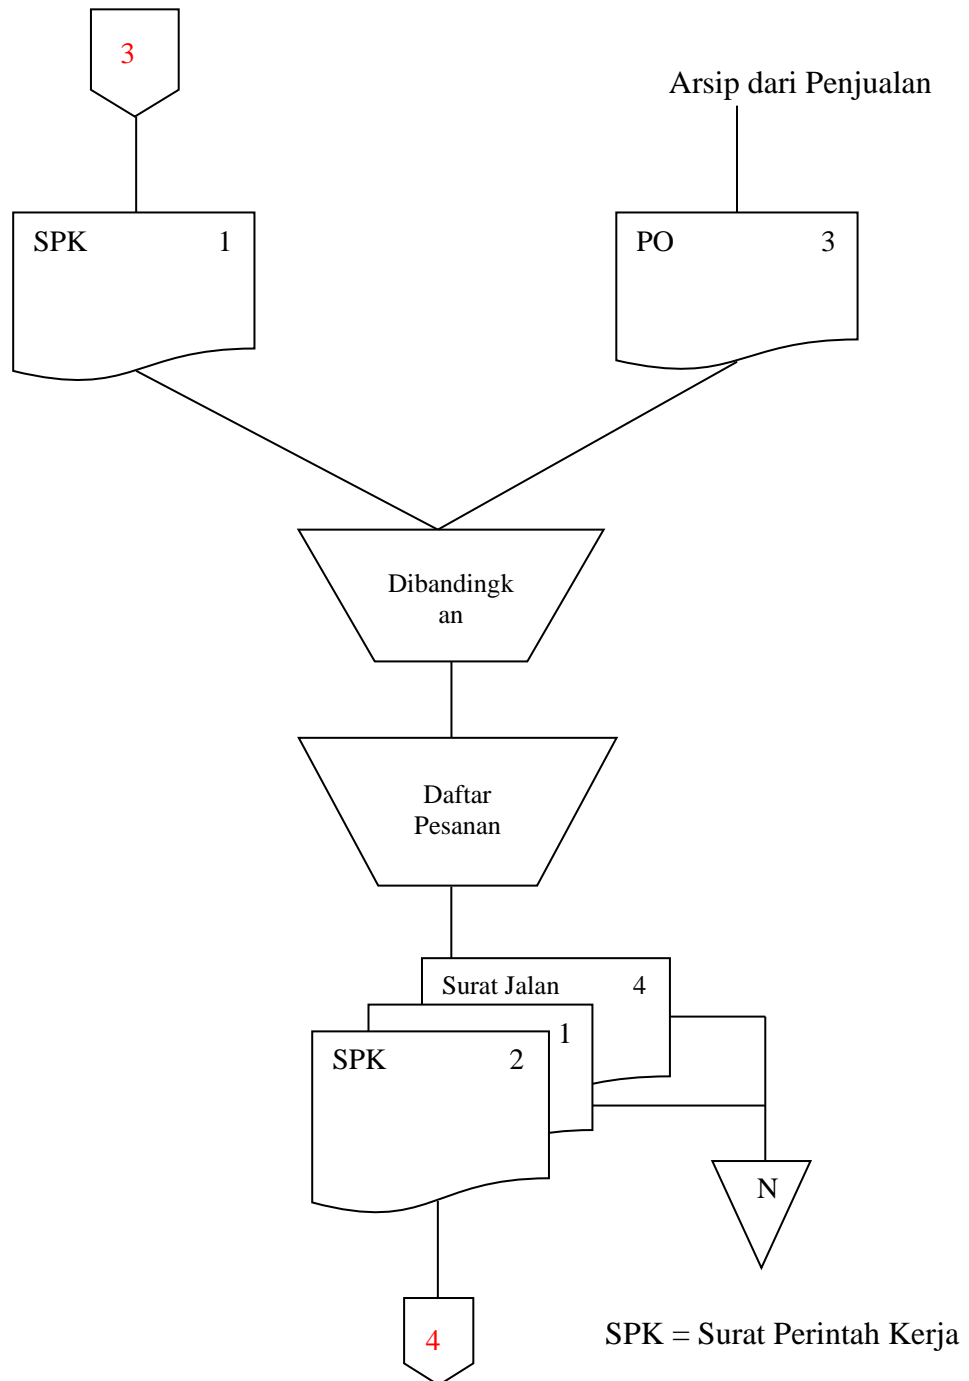 3
Arsip dari Penjualan
SPK 1
PO 3
Dibandingk
an
Daftar
Pesanan
Surat Jalan 4
1
SPK 2
N
4
SPK = Surat Perintah Kerja